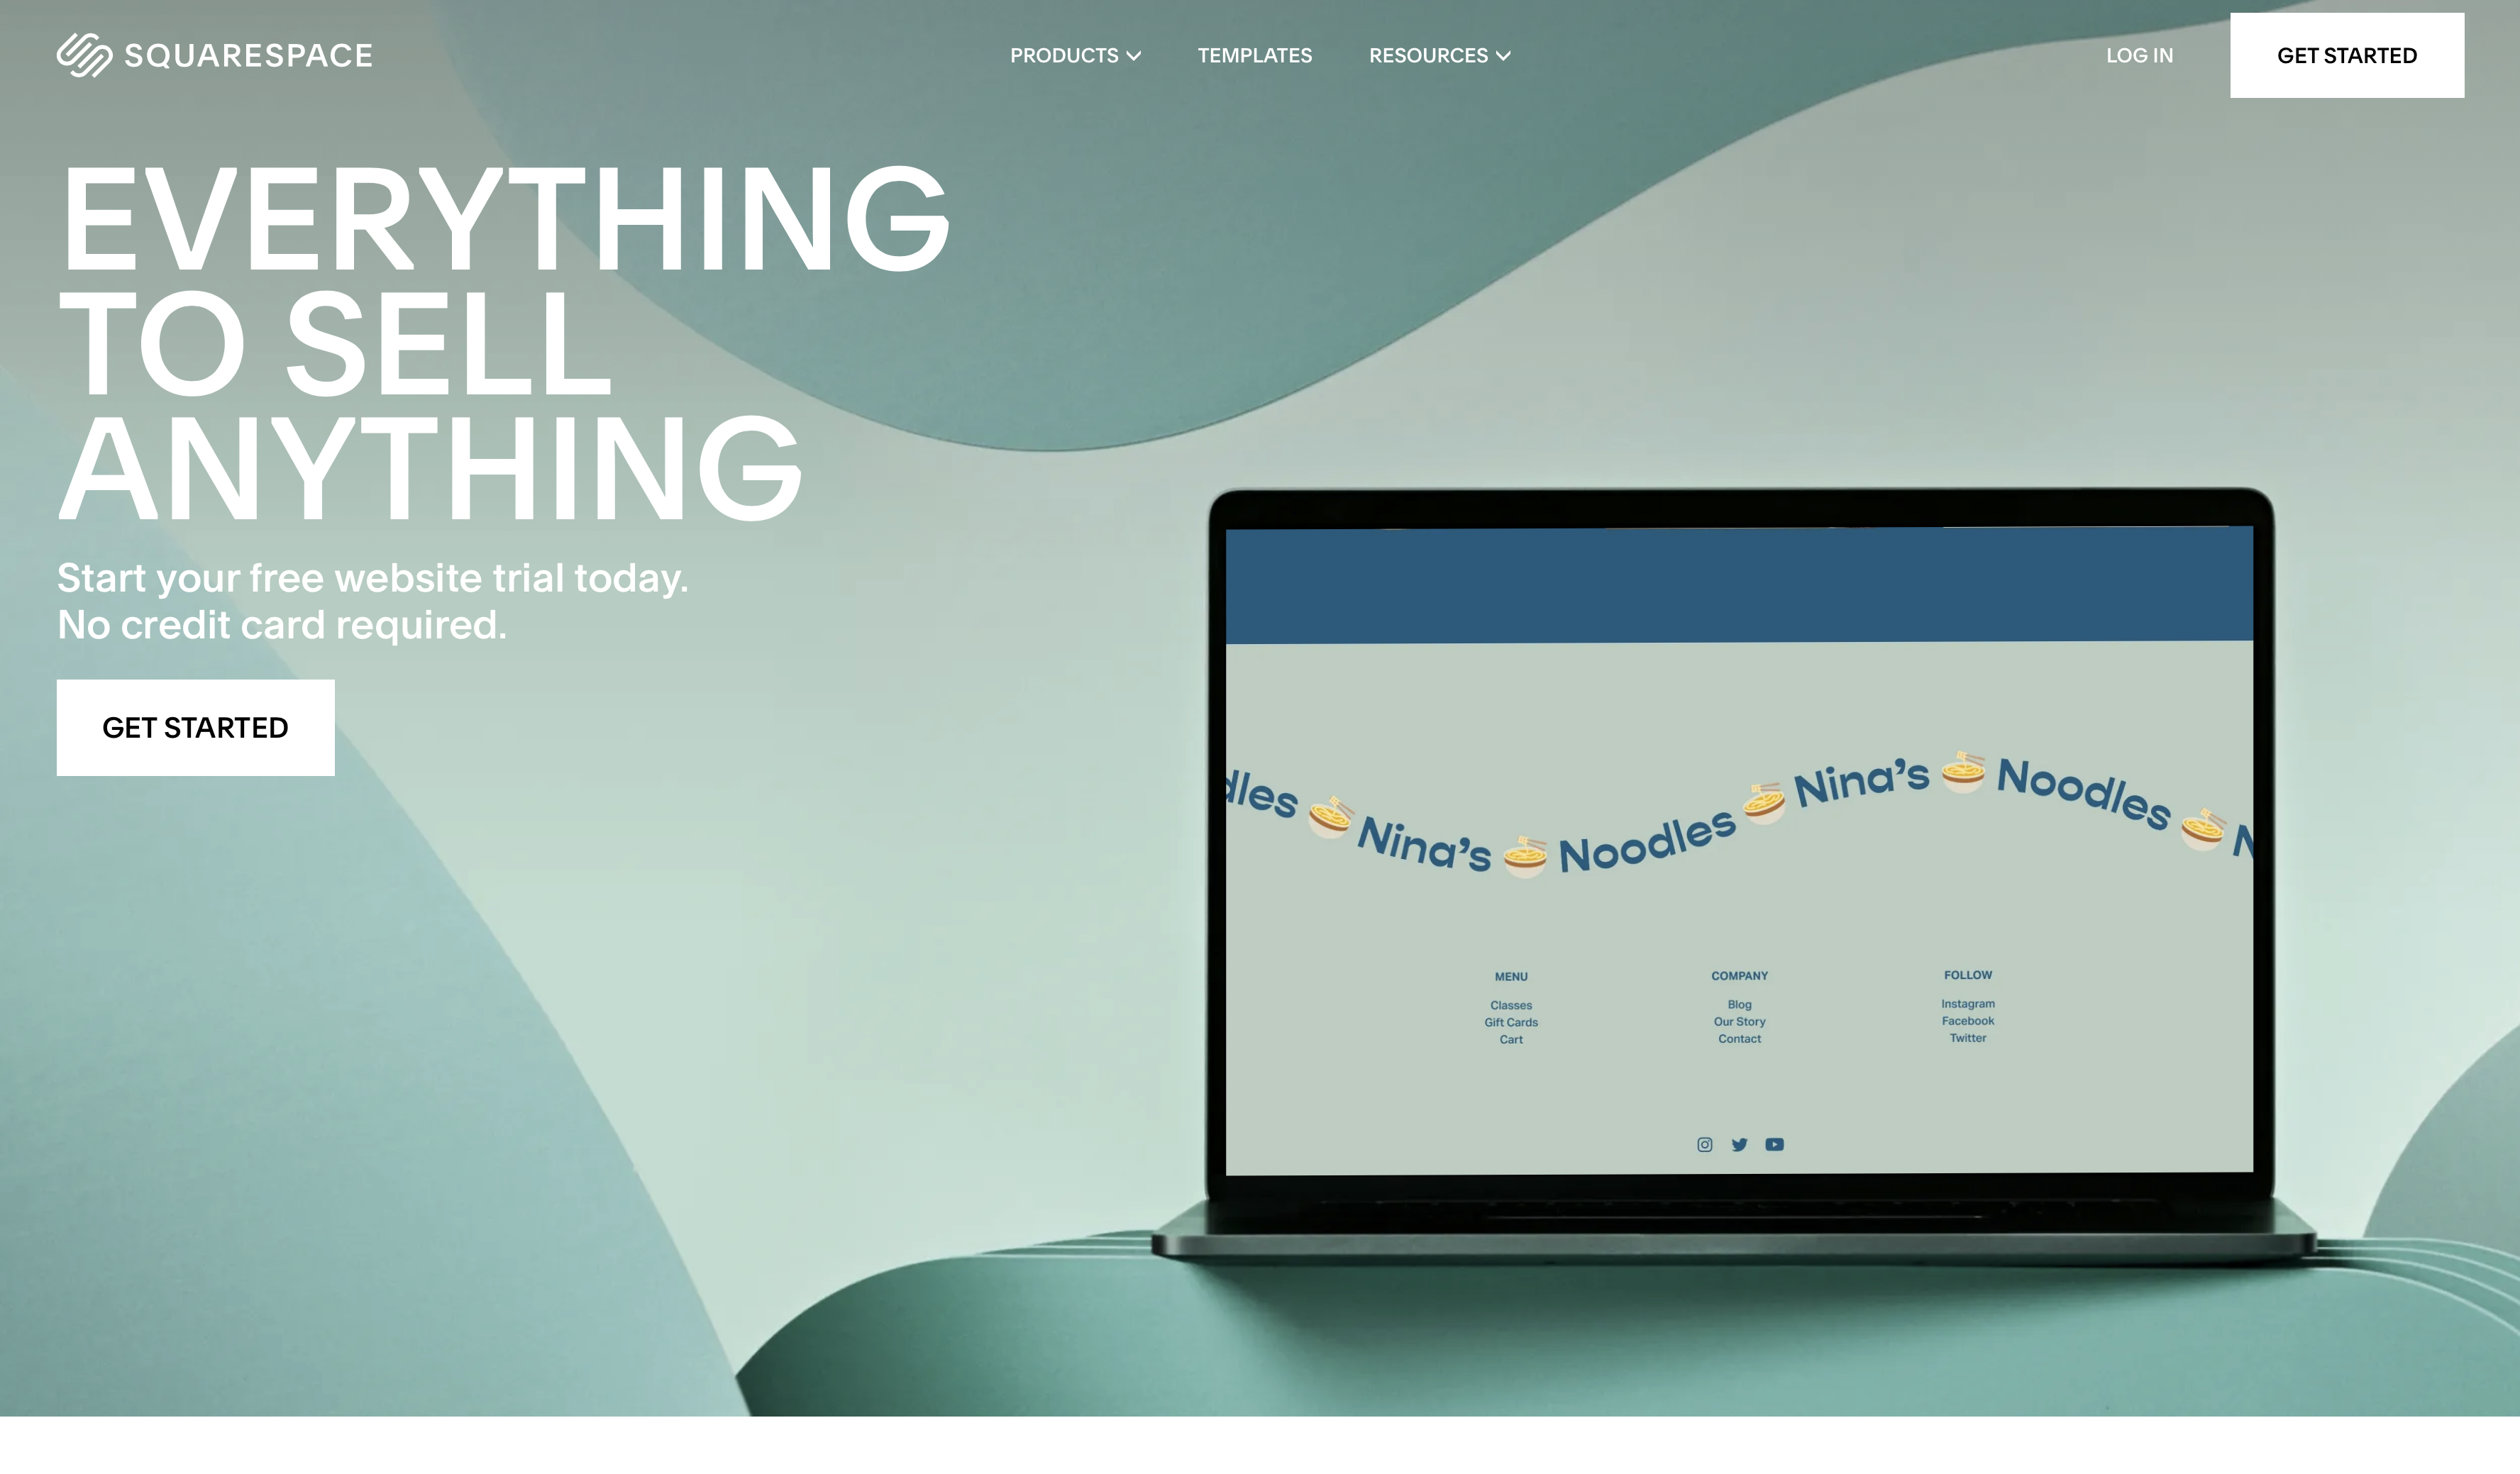 SQUARESPACE
PRODUCTS
TEMPLATES
RESOURCES
LOG IN
GET STARTED
EVERYTHING
TO SELL
ANYTHING
Start your free website trial today.
No credit card required.
GET STARTED
dles 🍜 Nina’s 🍜 Noodles 🍜 Nina’s 🍜 Noodles 🍜 N
MENU
Classes
Gift Cards
Cart
COMPANY
Blog
Our Story
Contact
FOLLOW
Instagram
Facebook
Twitter